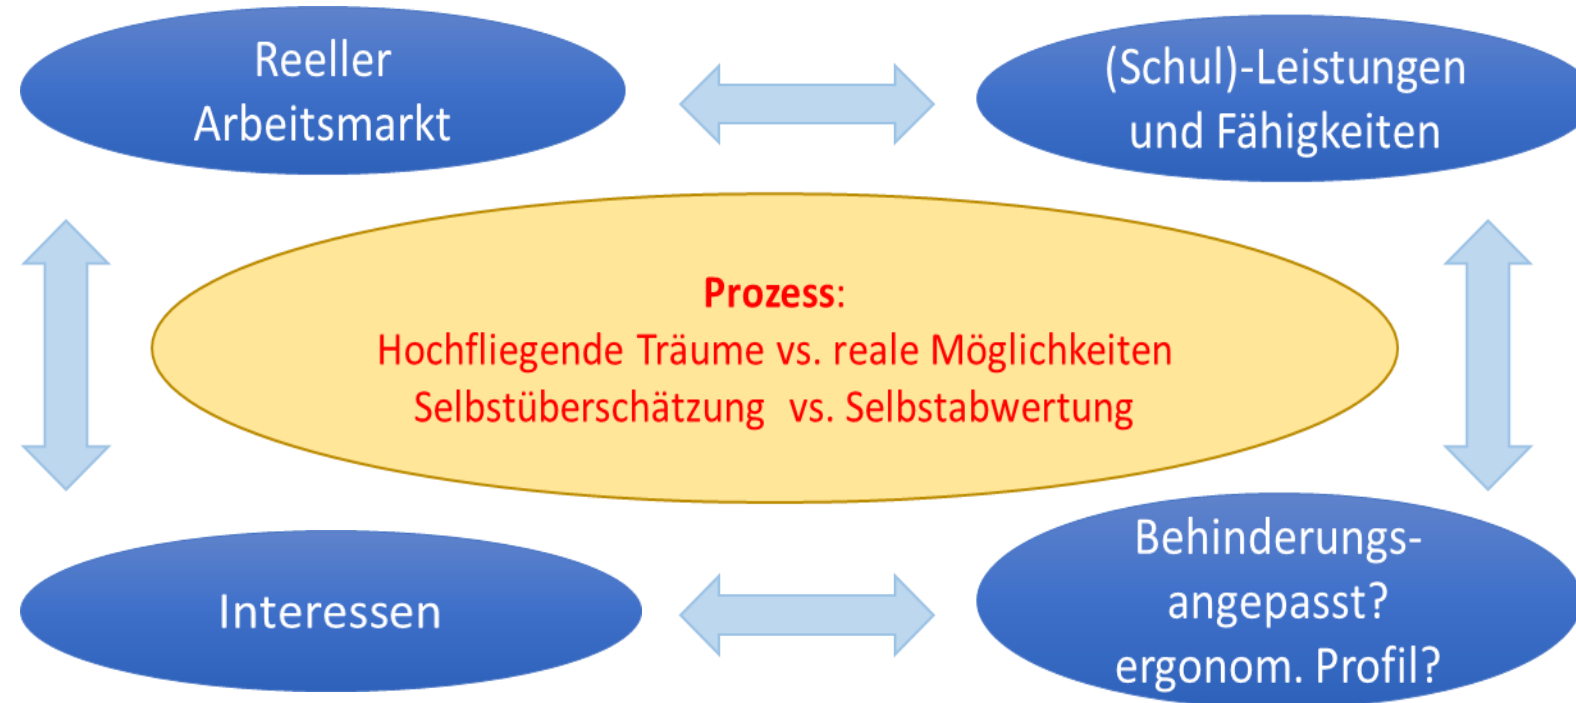 Reeller
Arbeitsmarkt
(Schul)-Leistungen
und Fähigkeiten
Prozess:
Hochfliegende Träume vs. reale Möglichkeiten
Selbstüberschätzung vs. Selbstabwertung
Interessen
Behinderungs-
angepasst?
ergonom. Profil?